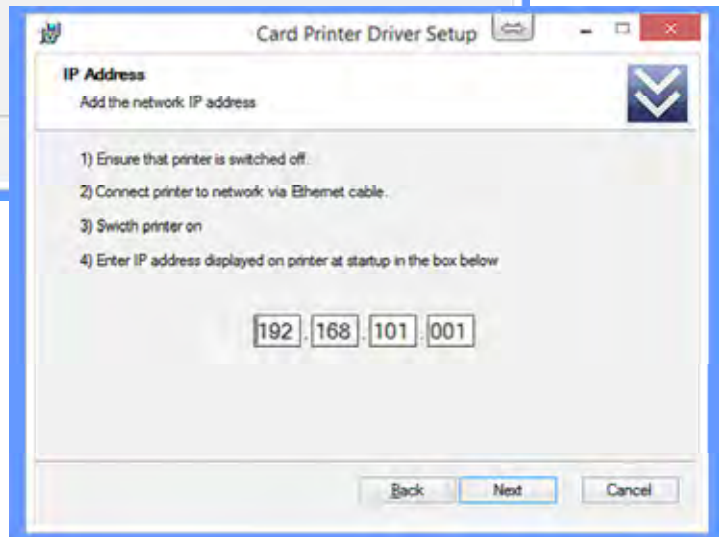 Card Printer Driver Setup
IP Address
Add the network IP address
1) Ensure that printer is switched off.
2) Connect printer to network via Ethernet cable.
3) Swicth printer on
4) Enter IP address displayed on printer at startup in the box below
192 . 168 . 101 . 001
Back Next Cancel